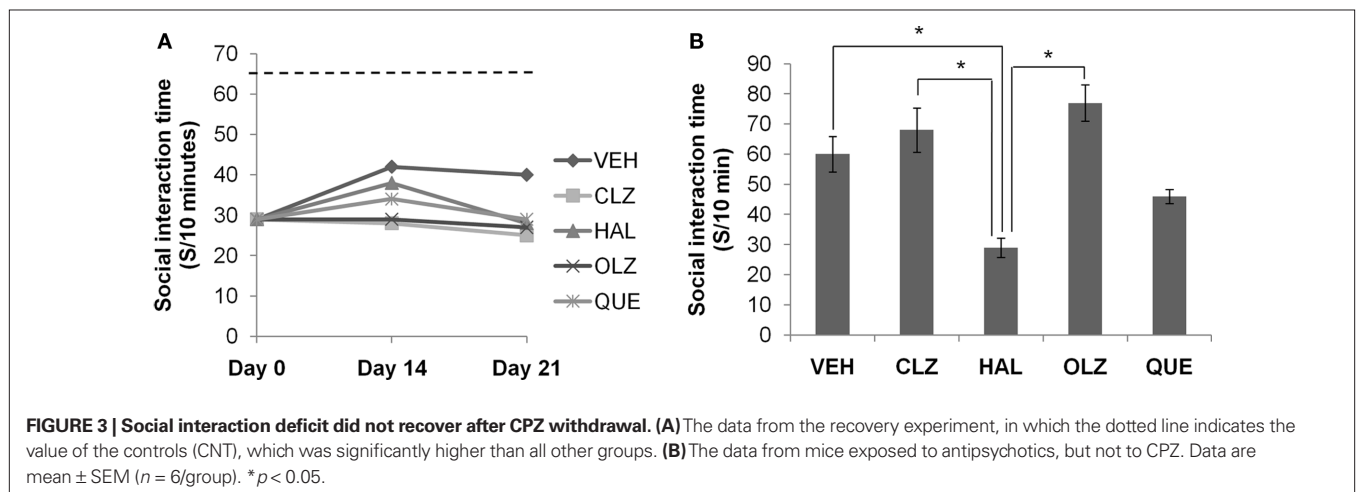 A
70
60
50
40
30
20
10
0
Social interaction time
(S/10 minutes)
Day 0 Day 14 Day 21
VEH
CLZ
HAL
OLZ
QUE
B
90
80
70
60
50
40
30
20
10
0
Social interaction time
(S/10 min)
*
*
*
VEH CLZ HAL OLZ QUE
FIGURE 3 | Social interaction deficit did not recover after CPZ withdrawal. (A) The data from the recovery experiment, in which the dotted line indicates the
value of the controls (CNT), which was significantly higher than all other groups. (B) The data from mice exposed to antipsychotics, but not to CPZ. Data are
mean ± SEM (n = 6/group). *p < 0.05.